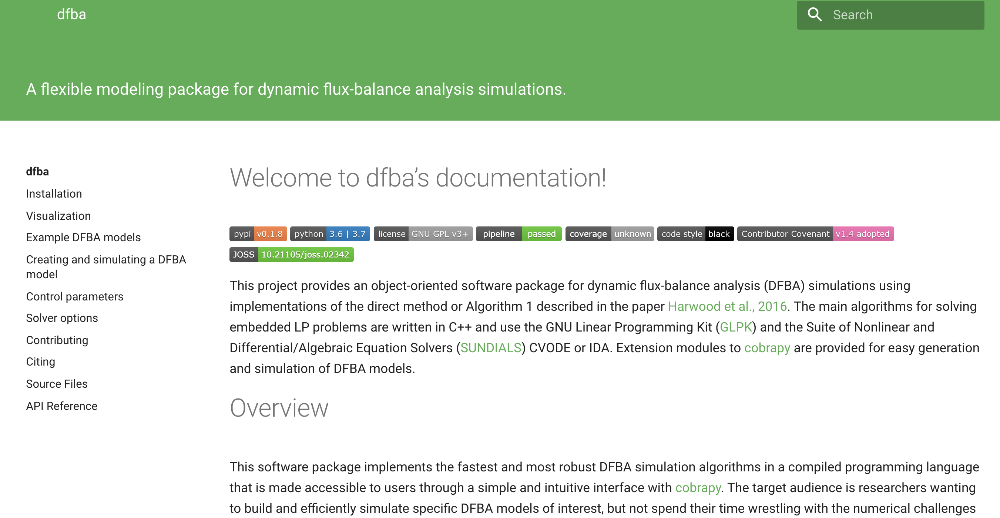 dfba
Search
A flexible modeling package for dynamic flux-balance analysis simulations.
dfba
Installation
Visualization
Example DFBA models
Creating and simulating a DFBA
model
Control parameters
Solver options
Contributing
Citing
Source Files
API Reference
Welcome to dfba’s documentation!
pypi v0.1.8 python 3.6 | 3.7 license GNU GPL v3+ pipeline passed coverage unknown code style black Contributor Covenant v1.4 adopted
JOSS 10.21105/joss.02342
This project provides an object-oriented software package for dynamic flux-balance analysis (DFBA) simulations using
implementations of the direct method or Algorithm 1 described in the paper Harwood et al., 2016. The main algorithms for solving
embedded LP problems are written in C++ and use the GNU Linear Programming Kit (GLPK) and the Suite of Nonlinear and
Differential/Algebraic Equation Solvers (SUNDIALS) CVODE or IDA. Extension modules to cobrapy are provided for easy generation
and simulation of DFBA models.
Overview
This software package implements the fastest and most robust DFBA simulation algorithms in a compiled programming language
that is made accessible to users through a simple and intuitive interface with cobrapy. The target audience is researchers wanting
to build and efficiently simulate specific DFBA models of interest, but not spend their time wrestling with the numerical challenges